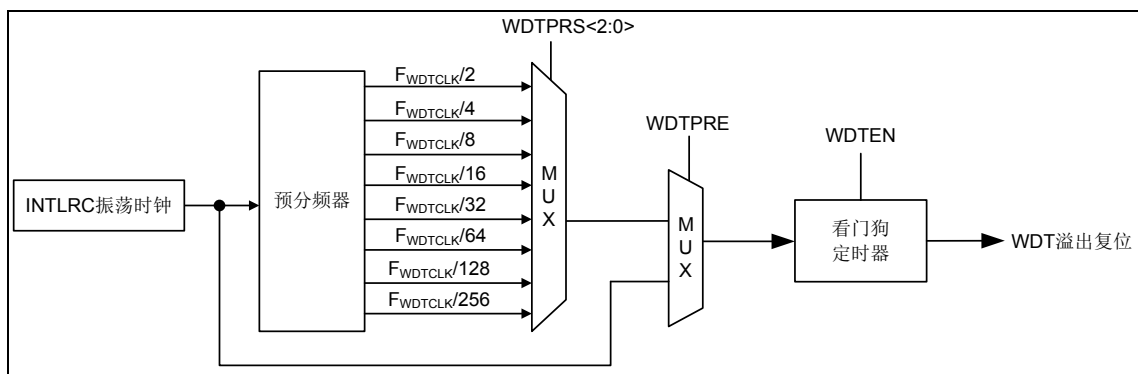 WDTPRS<2:0>
FWDTCLK/2
FWDTCLK/4
FWDTCLK/8
FWDTCLK/16
FWDTCLK/32
FWDTCLK/64
FWDTCLK/128
FWDTCLK/256
INTLRC振荡时钟
预分频器
MUX
WDTPRE
MUX
WDTEN
看门狗
定时器
WDT溢出复位